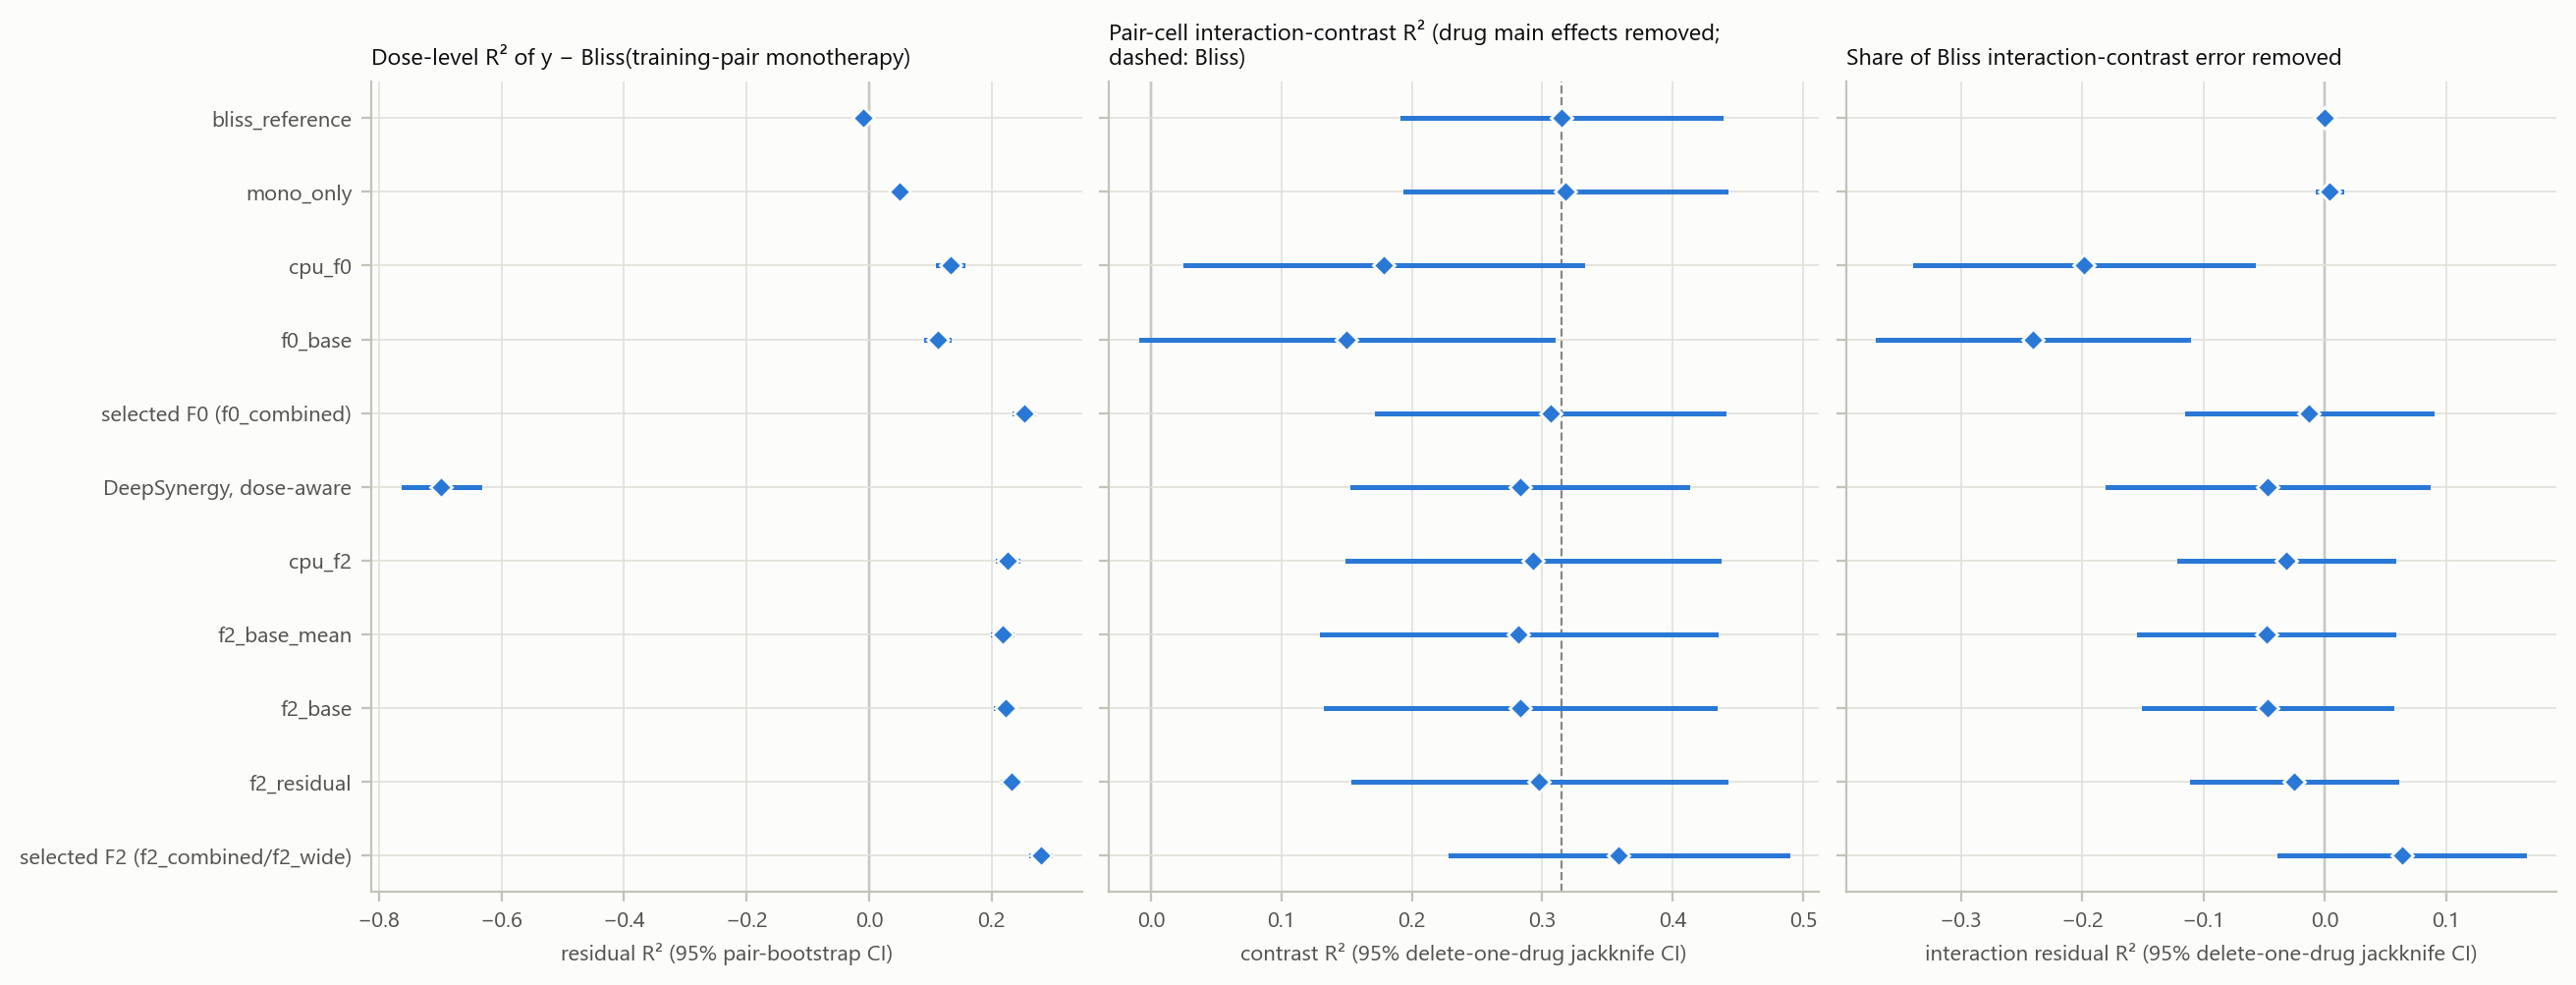 Dose-level R² of y − Bliss(training-pair monotherapy)
Pair-cell interaction-contrast R² (drug main effects removed;
dashed: Bliss)
Share of Bliss interaction-contrast error removed
bliss_reference
mono_only
cpu_f0
f0_base
selected F0 (f0_combined)
DeepSynergy, dose-aware
cpu_f2
f2_base_mean
f2_base
f2_residual
selected F2 (f2_combined/f2_wide)
−0.8 −0.6 −0.4 −0.2 0.0 0.2
0.0 0.1 0.2 0.3 0.4 0.5
−0.3 −0.2 −0.1 0.0 0.1
residual R² (95% pair-bootstrap CI)
contrast R² (95% delete-one-drug jackknife CI)
interaction residual R² (95% delete-one-drug jackknife CI)